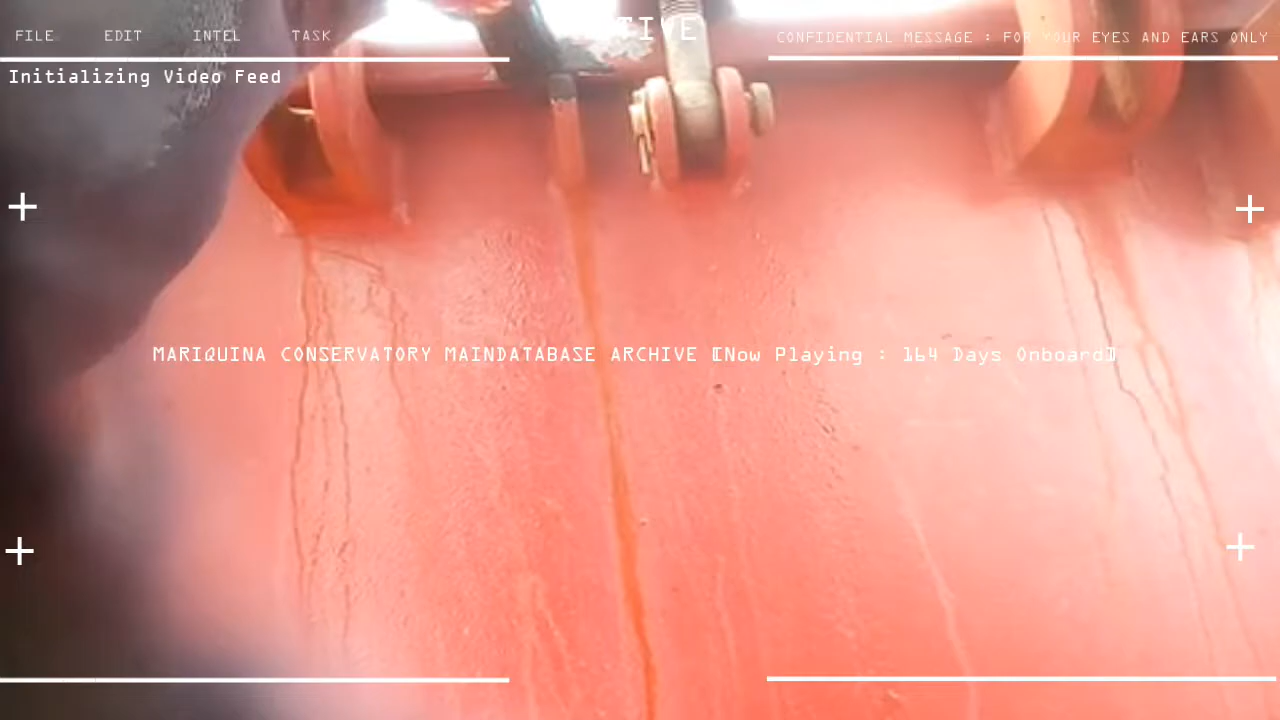 FILE EDIT INTEL TASK
CONFIDENTIAL MESSAGE : FOR YOUR EYES AND EARS ONLY
Initializing Video Feed
MARIQUINA CONSERVATORY MAINDATABASE ARCHIVE [Now Playing : 164 Days Onboard]